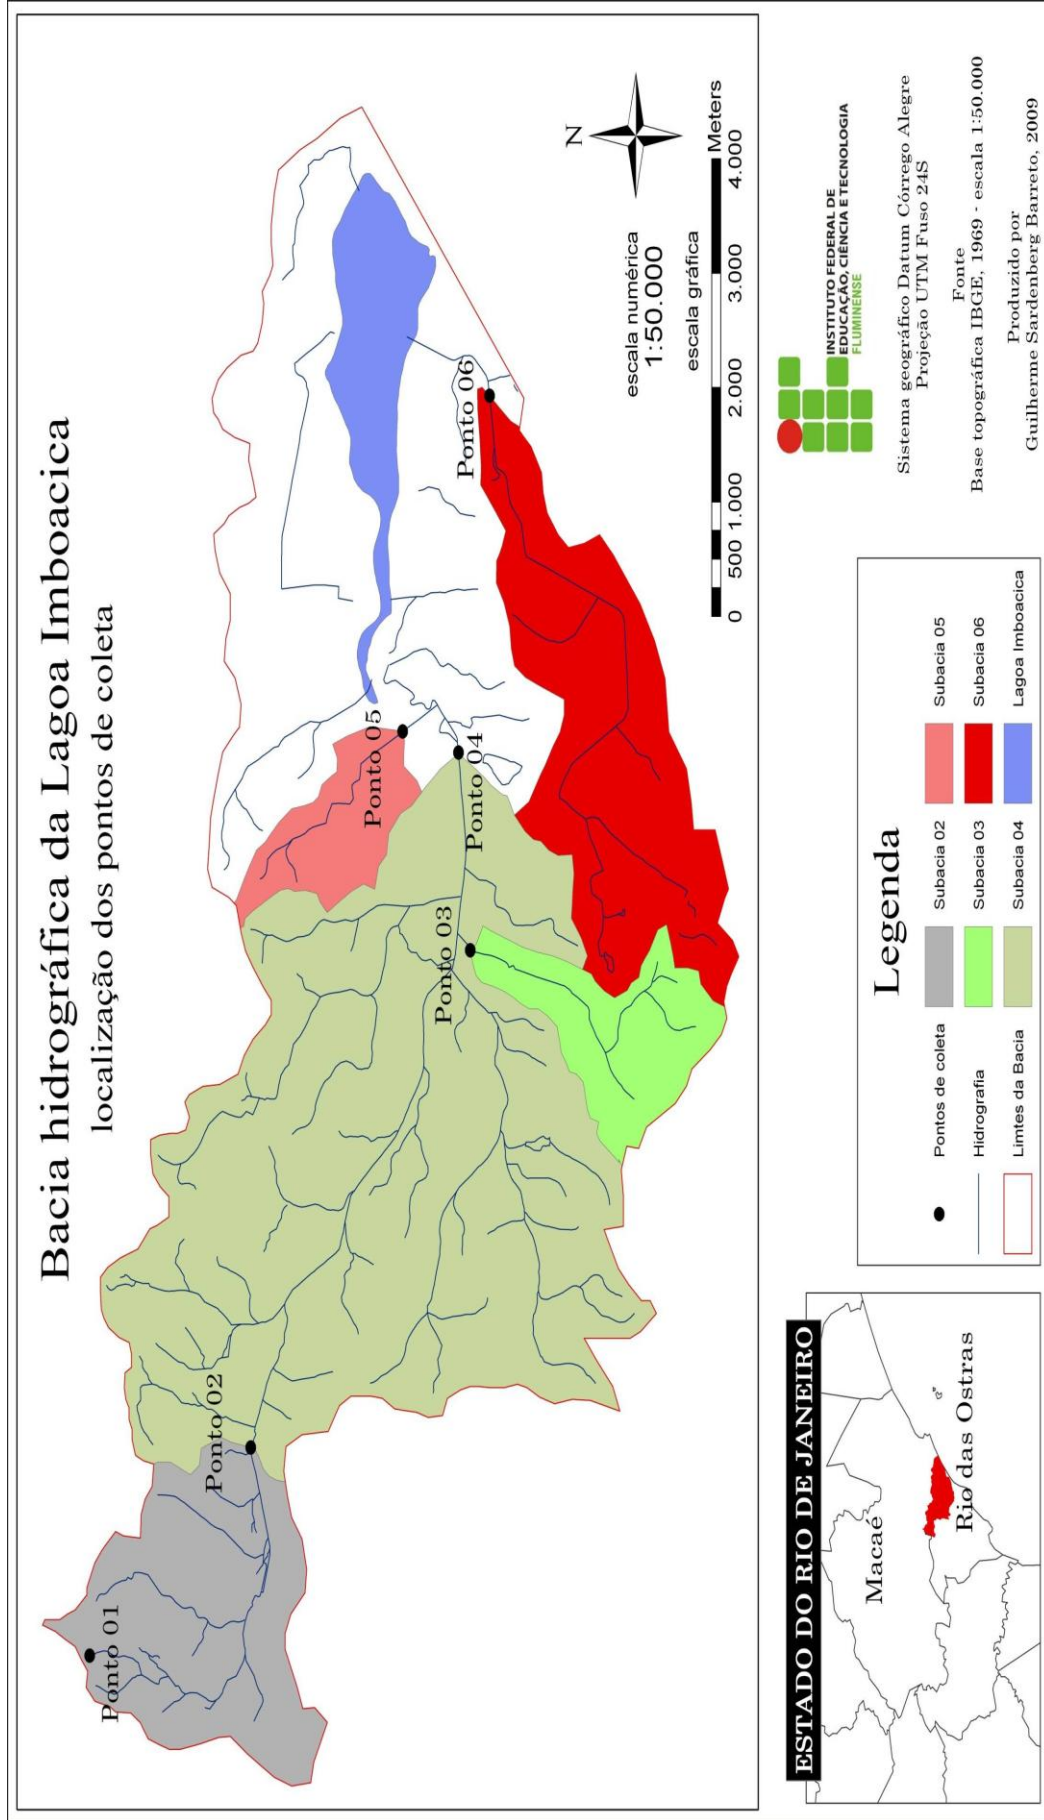 Bacia hidrográfica da Lagoa Imboacica
localização dos pontos de coleta
Ponto 01
Ponto 02
Ponto 03
Ponto 04
Ponto 05
Ponto 06
N
escala numérica
1:50.000
escala gráfica
0 500 1.000 2.000 3.000 4.000
Meters
ESTADO DO RIO DE JANEIRO
Macaé
Rio das Ostras
Legenda
Pontos de coleta
Hidrografia
Limtes da Bacia
Subacia 02
Subacia 03
Subacia 04
Subacia 05
Subacia 06
Lagoa Imboacica
INSTITUTO FEDERAL DE
EDUCAÇÃO, CIÊNCIA E TECNOLOGIA
FLUMINENSE
Sistema geográfico Datum Córrego Alegre
Projeção UTM Fuso 24S
Fonte
Base topográfica IBGE, 1969 - escala 1:50.000
Produzido por
Guilherme Sardenberg Barreto, 2009